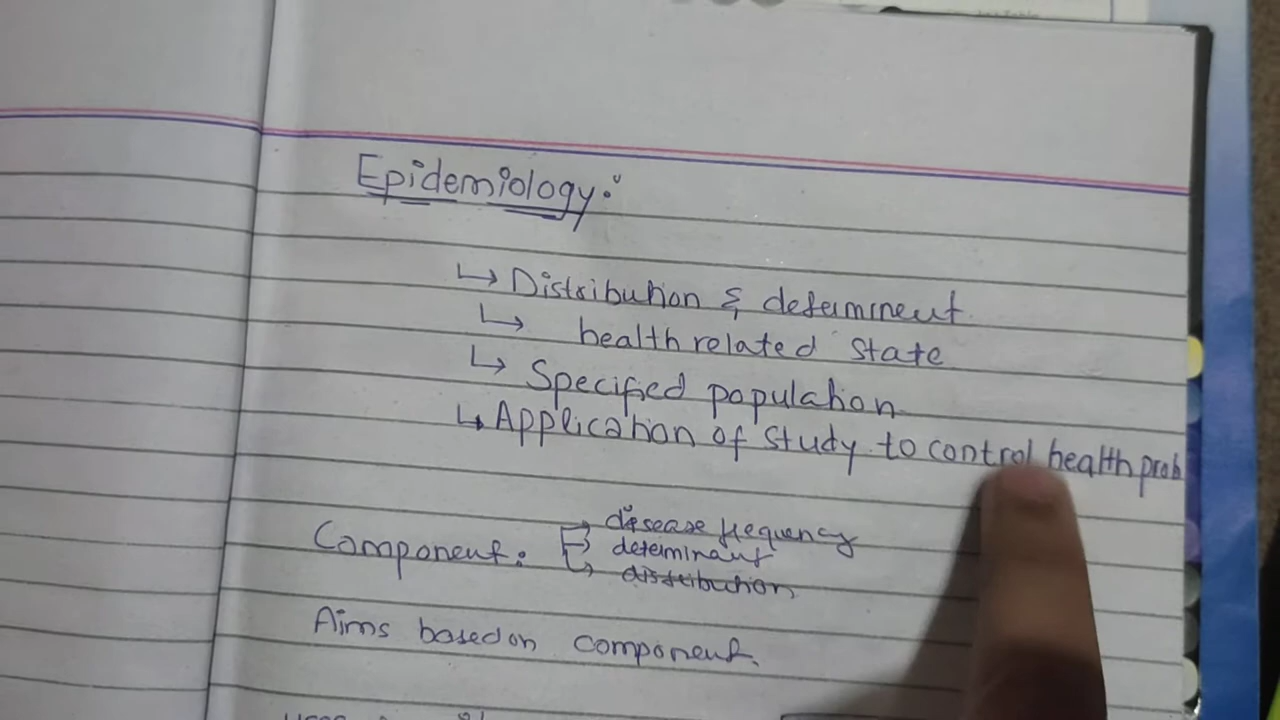 Epidemiology:
↳ Distribution & determinent
↳ health related state
↳ Specified population
↳ Application of study to control health prob
Component: → disease frequency
→ determinant
→ distribution
Aims based on component.